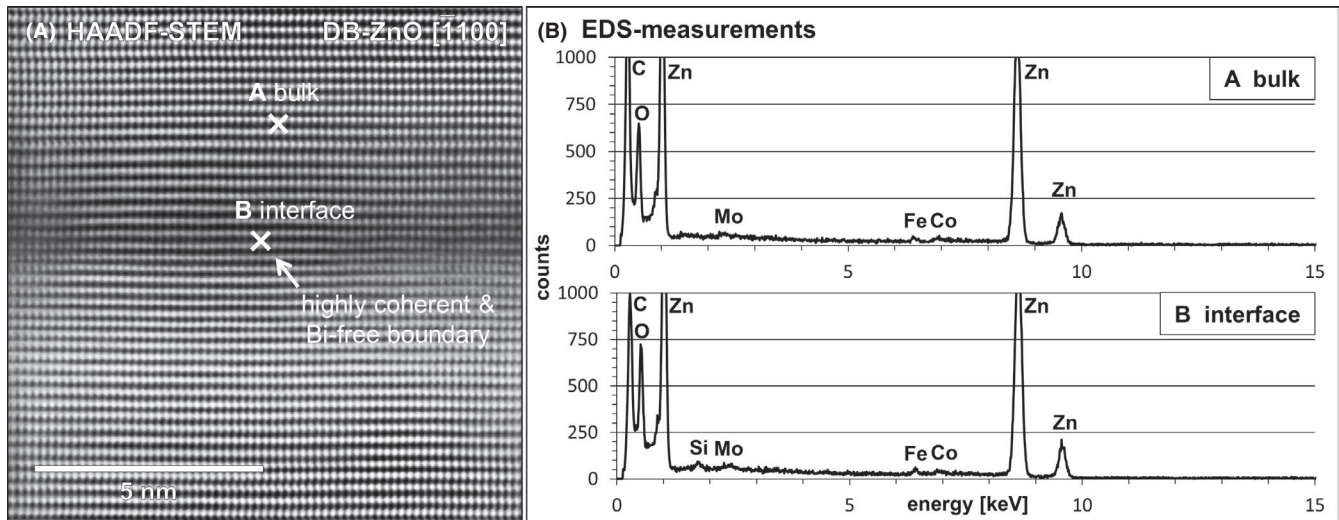 (A) HAADF-STEM DB-ZnO [1̅100]
A bulk
B interface
highly coherent &
Bi-free boundary
5 nm
(B) EDS-measurements
A bulk
1000
750
500
250
0
C
O
Zn
Mo
Fe Co
Zn
Zn
0 5 10 15
counts
B interface
1000
750
500
250
0
C
O
Zn
Si Mo
Fe Co
Zn
Zn
0 5 10 15
energy [keV]